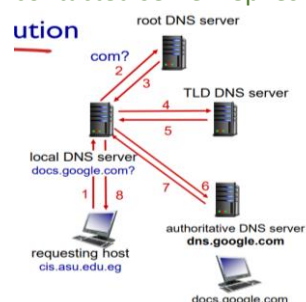 ution
root DNS server
com?
2
3
TLD DNS server
4
5
local DNS server
docs.google.com?
1
8
7
6
authoritative DNS server
dns.google.com
requesting host
cis.asu.edu.eg
docs.google.com